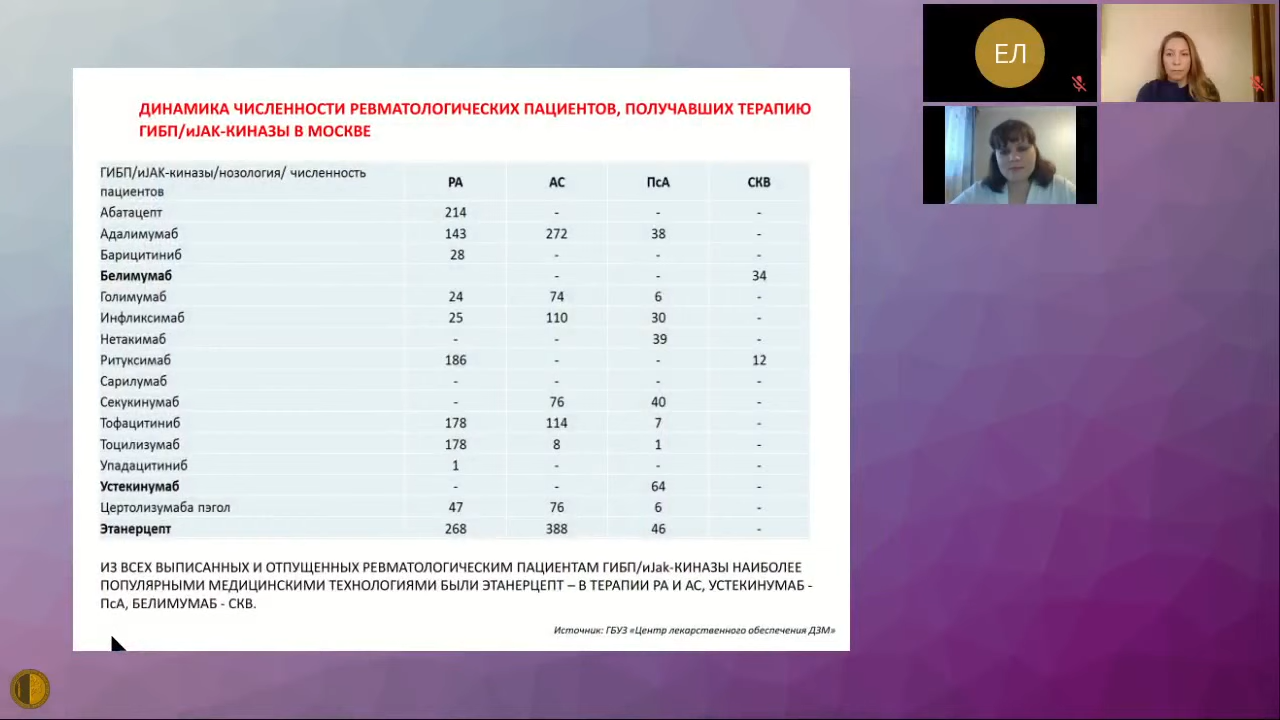 ДИНАМИКА ЧИСЛЕННОСТИ РЕВМАТОЛОГИЧЕСКИХ ПАЦИЕНТОВ, ПОЛУЧАВШИХ ТЕРАПИЮ
ГИБП/иJAK-КИНАЗЫ В МОСКВЕ
ГИБП/иJAK-киназы/нозология/ численность
пациентов РА АС ПсА СКВ
Абатацепт 214 - - -
Адалимумаб 143 272 38 -
Барицитиниб 28 - - -
Белимумаб - - 34
Голимумаб 24 74 6 -
Инфликсимаб 25 110 30 -
Нетакимаб - - 39 -
Ритуксимаб 186 - - 12
Сарилумаб - - - -
Секукинумаб - 76 40 -
Тофацитиниб 178 114 7 -
Тоцилизумаб 178 8 1 -
Упадацитиниб 1 - - -
Устекинумаб - - 64 -
Цертолизумаба пэгол 47 76 6 -
Этанерцепт 268 388 46 -
ИЗ ВСЕХ ВЫПИСАННЫХ И ОТПУЩЕННЫХ РЕВМАТОЛОГИЧЕСКИМ ПАЦИЕНТАМ ГИБП/иJak-КИНАЗЫ НАИБОЛЕЕ
ПОПУЛЯРНЫМИ МЕДИЦИНСКИМИ ТЕХНОЛОГИЯМИ БЫЛИ ЭТАНЕРЦЕПТ – В ТЕРАПИИ РА И АС, УСТЕКИНУМАБ -
ПсА, БЕЛИМУМАБ - СКВ.
Источник: ГБУЗ «Центр лекарственного обеспечения ДЗМ»
ЕЛ